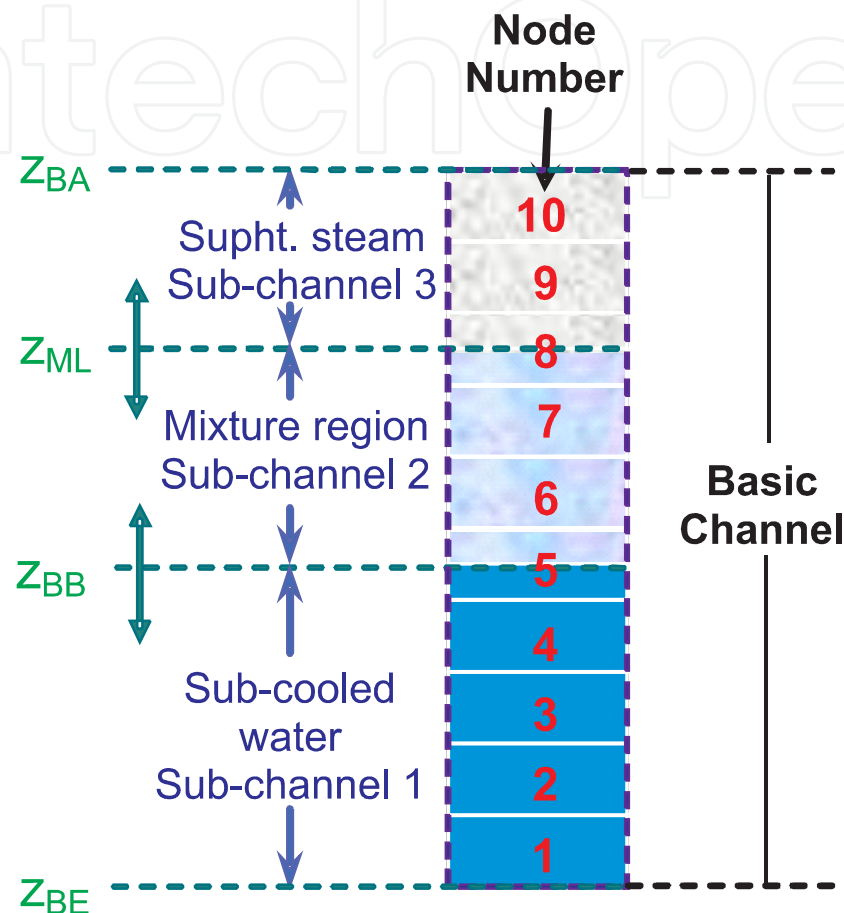 ntechOpe
Node
Number
Z_BA
Supht. steam
Sub-channel 3
Z_ML
Mixture region
Sub-channel 2
Z_BB
Sub-cooled
water
Sub-channel 1
Z_BE
10
9
8
7
6
5
4
3
2
1
Basic
Channel